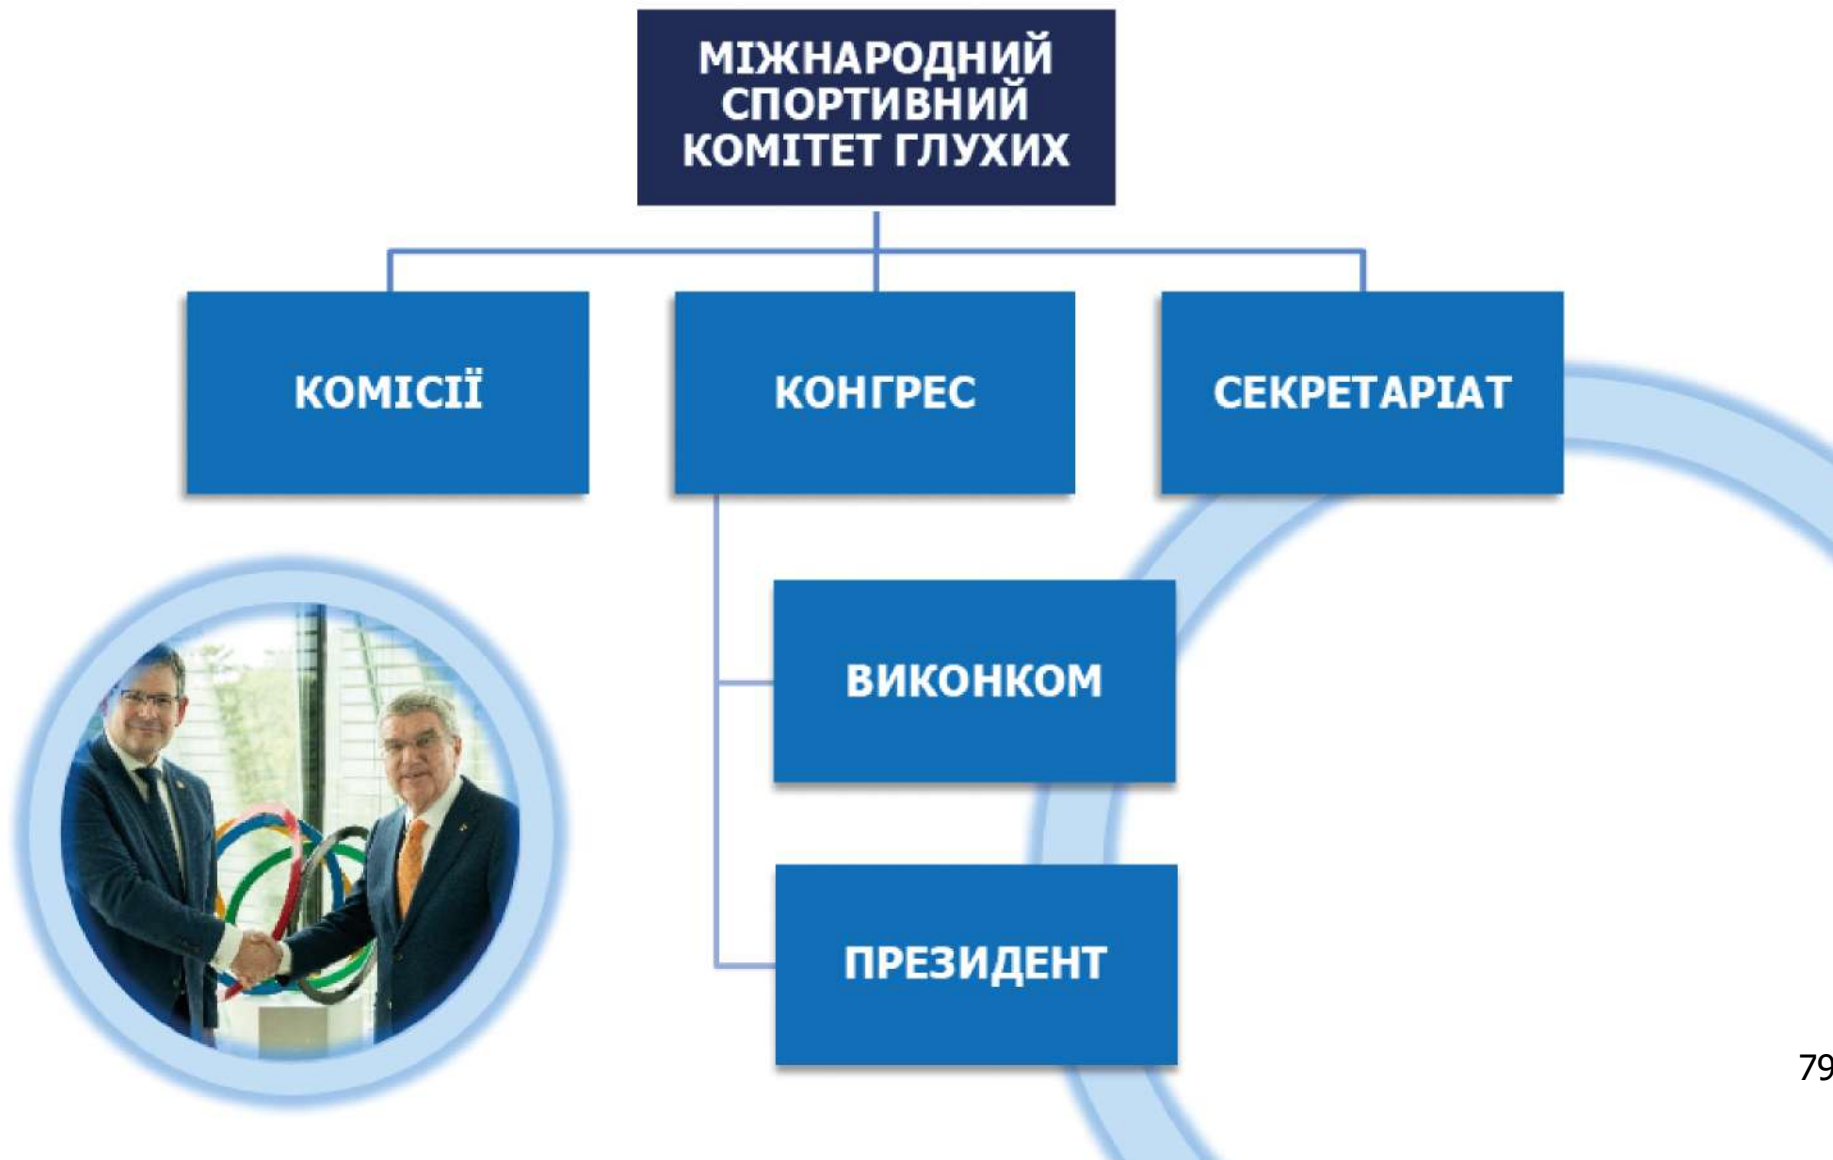 МІЖНАРОДНИЙ
СПОРТИВНИЙ
КОМІТЕТ ГЛУХИХ
КОМІСІЇ
КОНГРЕС
СЕКРЕТАРІАТ
ВИКОНКОМ
ПРЕЗИДЕНТ
79